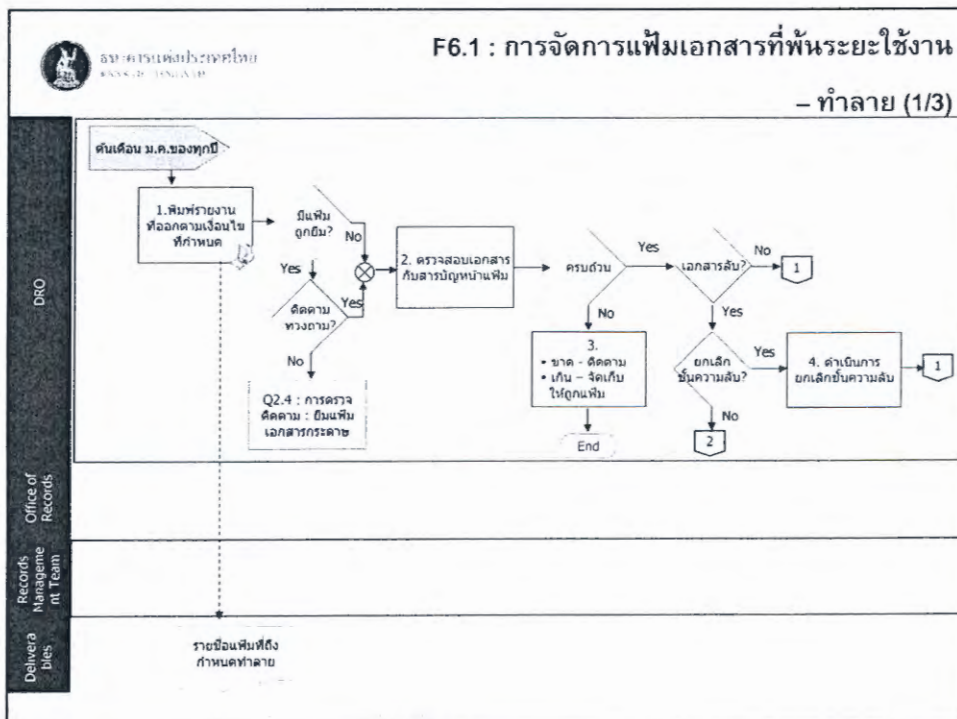 ธนาคารแห่งประเทศไทย
F6.1 : การจัดการแฟ้มเอกสารที่พ้นระยะใช้งาน
– ทำลาย (1/3)
DRO
ต้นเดือน ม.ค.ของทุกปี
1.พิมพ์รายงาน
ที่ออกตามเงื่อนไข
ที่กำหนด
มีแฟ้ม
ถูกยืม?
No
Yes
ติดตาม
ทวงถาม?
Yes
No
Q2.4 : การตรวจ
ติดตาม : ยืมแฟ้ม
เอกสารกระดาษ
2. ตรวจสอบเอกสาร
กับสารบัญหน้าแฟ้ม
ครบถ้วน
Yes
No
3.
• ขาด - ติดตาม
• เกิน – จัดเก็บ
ให้ถูกแฟ้ม
End
เอกสารลับ?
No
1
Yes
ยกเลิก
ชั้นความลับ?
Yes
No
2
4. ดำเนินการ
ยกเลิกชั้นความลับ
1
Office of
Records
Records
Manageme
nt Team
Delivera
bles
รายชื่อแฟ้มที่ถึง
กำหนดทำลาย